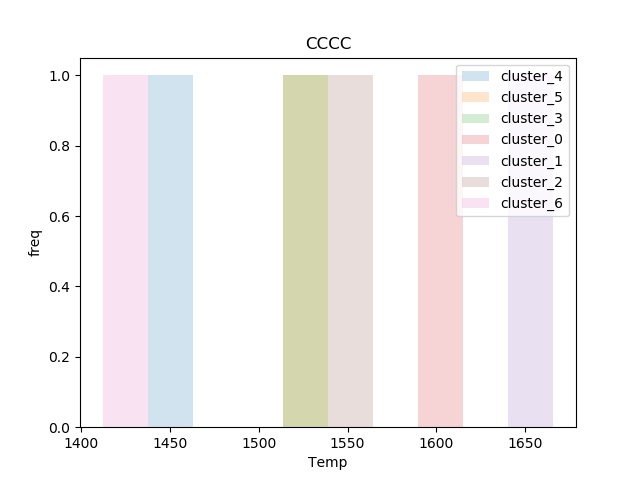 CCCC
1.0
0.8
0.6
0.4
0.2
0.0
freq
cluster_4
cluster_5
cluster_3
cluster_0
cluster_1
cluster_2
cluster_6
1400 1450 1500 1550 1600 1650
Temp